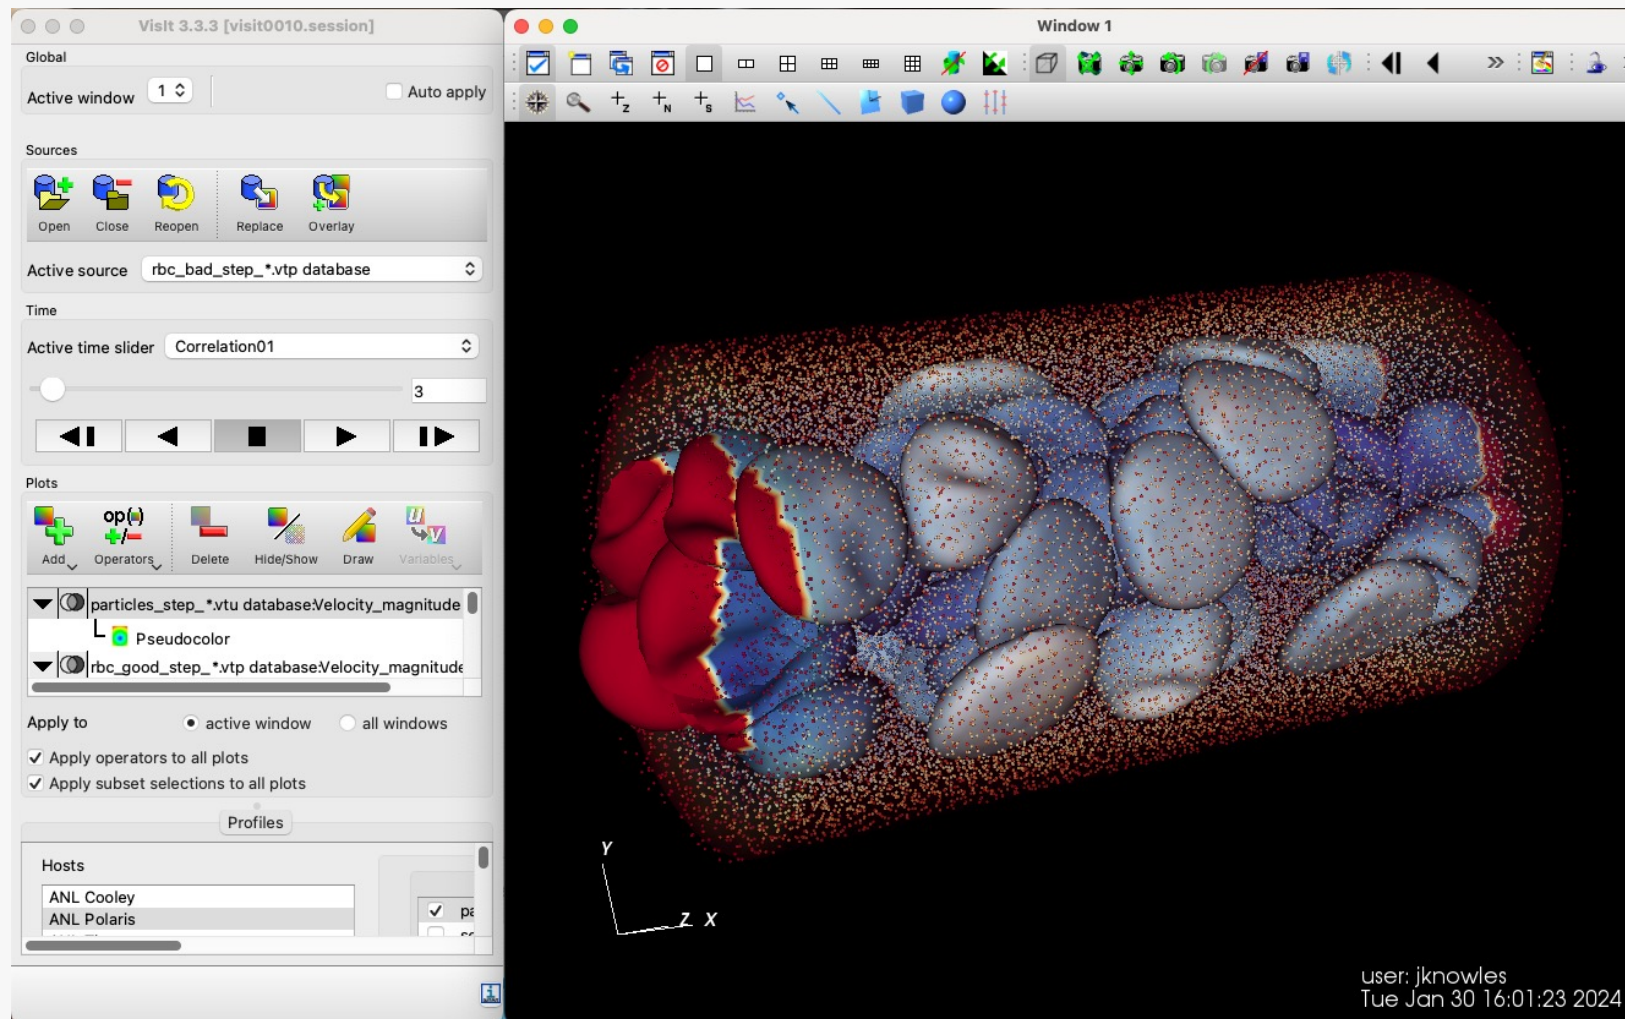 VisIt 3.3.3 [visit0010.session]
Global
Active window
1
Auto apply
Sources
Open Close Reopen Replace Overlay
Active source
rbc_bad_step_*.vtp database
Time
Active time slider
Correlation01
3
Plots
op(·)
+/-
u
v
Add Operators Delete Hide/Show Draw Variables
particles_step_*.vtu database:Velocity_magnitude
Pseudocolor
rbc_good_step_*.vtp database:Velocity_magnitude
Apply to
active window
all windows
Apply operators to all plots
Apply subset selections to all plots
Profiles
Hosts
ANL Cooley
ANL Polaris
Window 1
Z
N
S
Y
Z X
user: jknowles
Tue Jan 30 16:01:23 2024